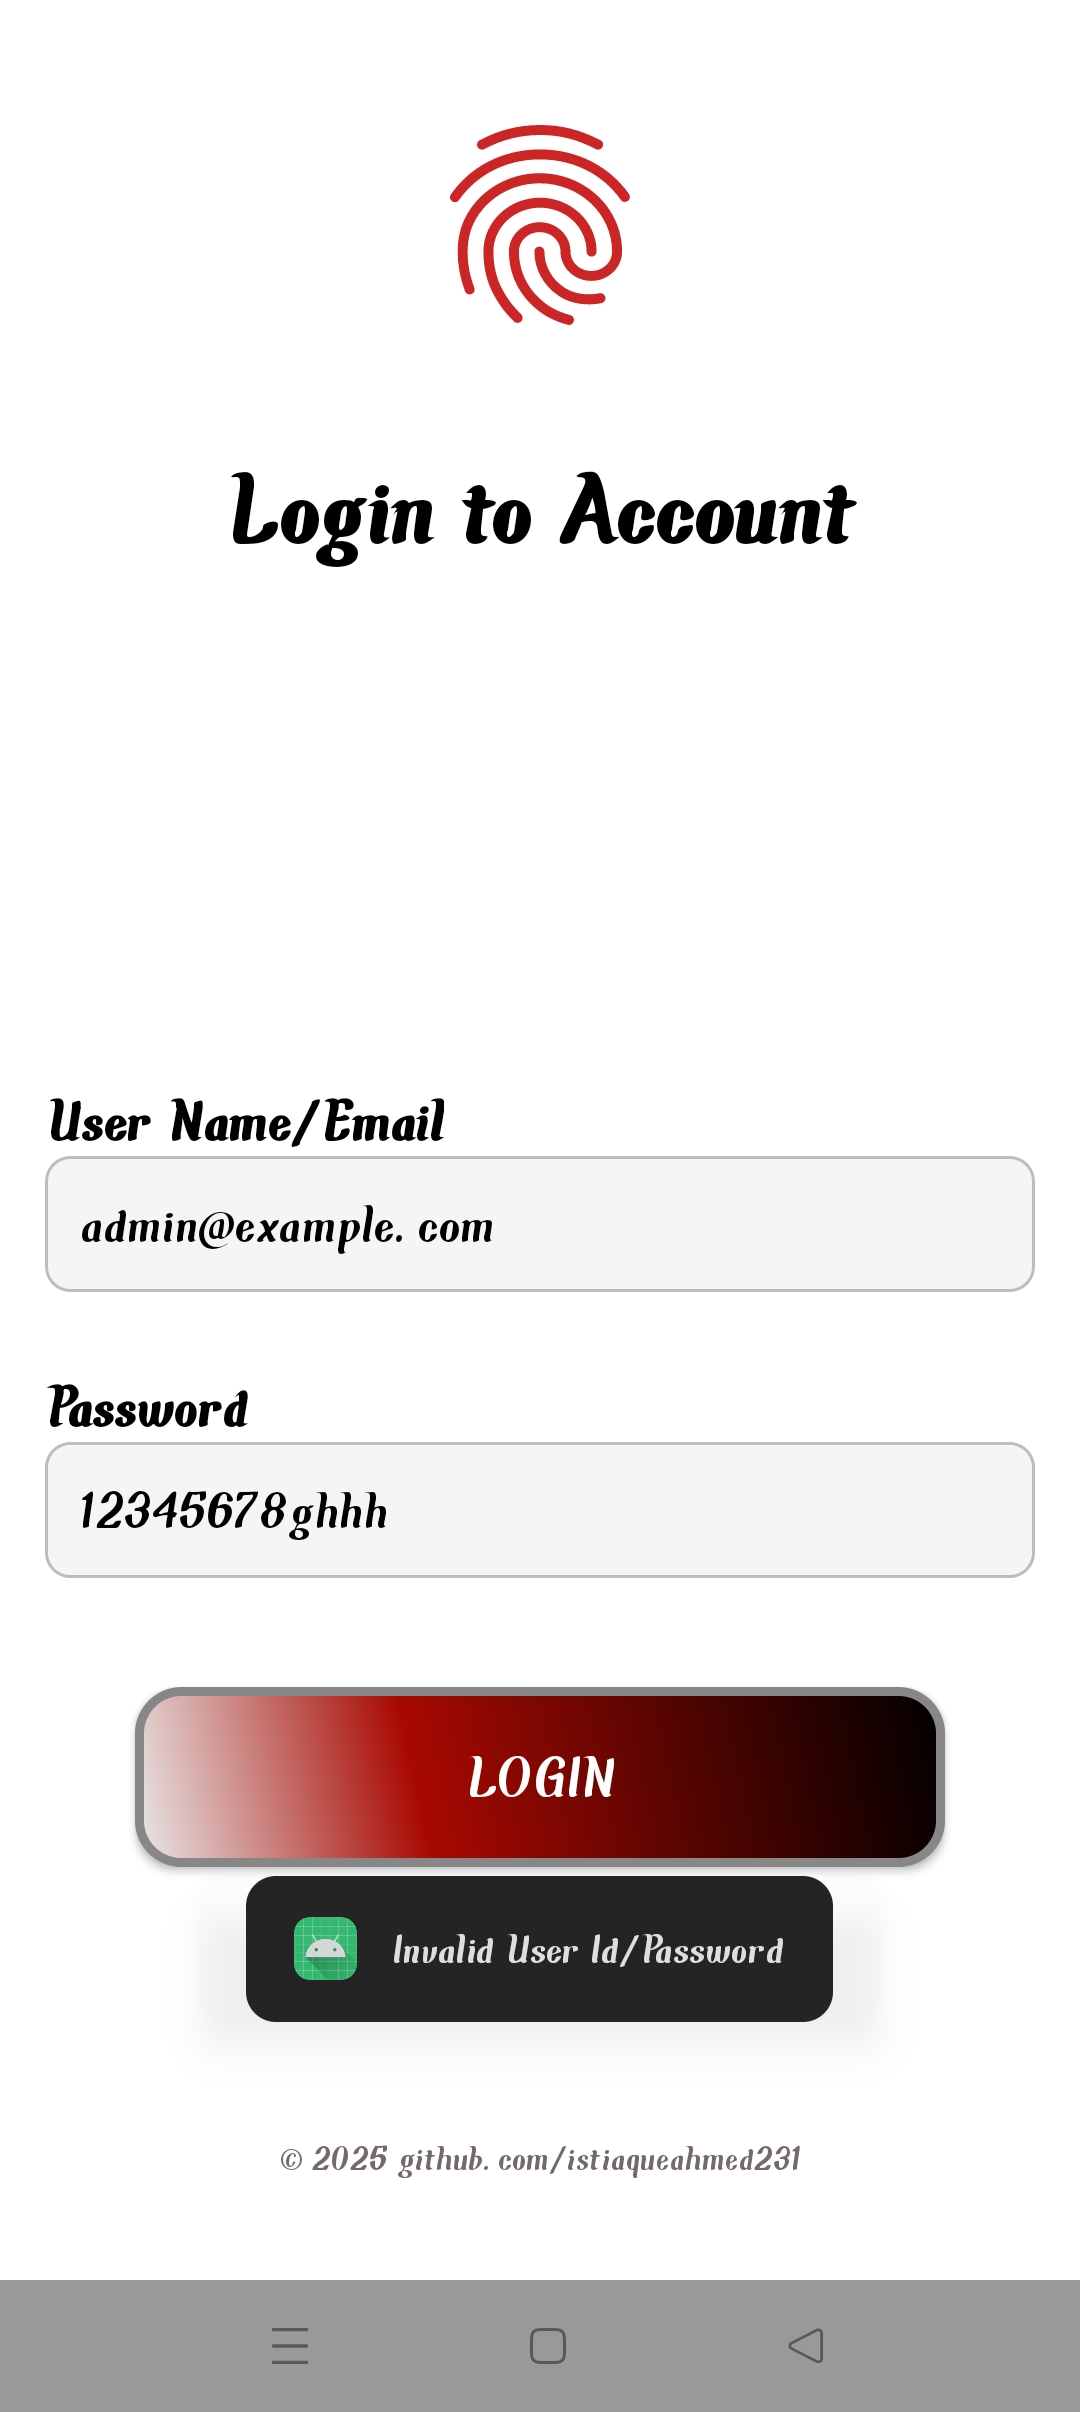 Login to Account
User Name/Email
admin@example.com
Password
12345678ghhh
LOGIN
Invalid User Id/Password
© 2025 github.com/istiaqueahmed231